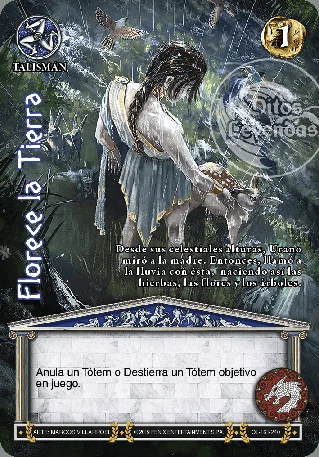 TALISMAN
1
Mitos
Leyendas
Florece la Tierra
Desde sus celestiales alturas, Urano
miró a la madre. Entonces, llamó a
la lluvia con ésta, naciendo así las
hierbas, las flores y los árboles.
Anula un Tótem o Destierra un Tótem objetivo
en juego.